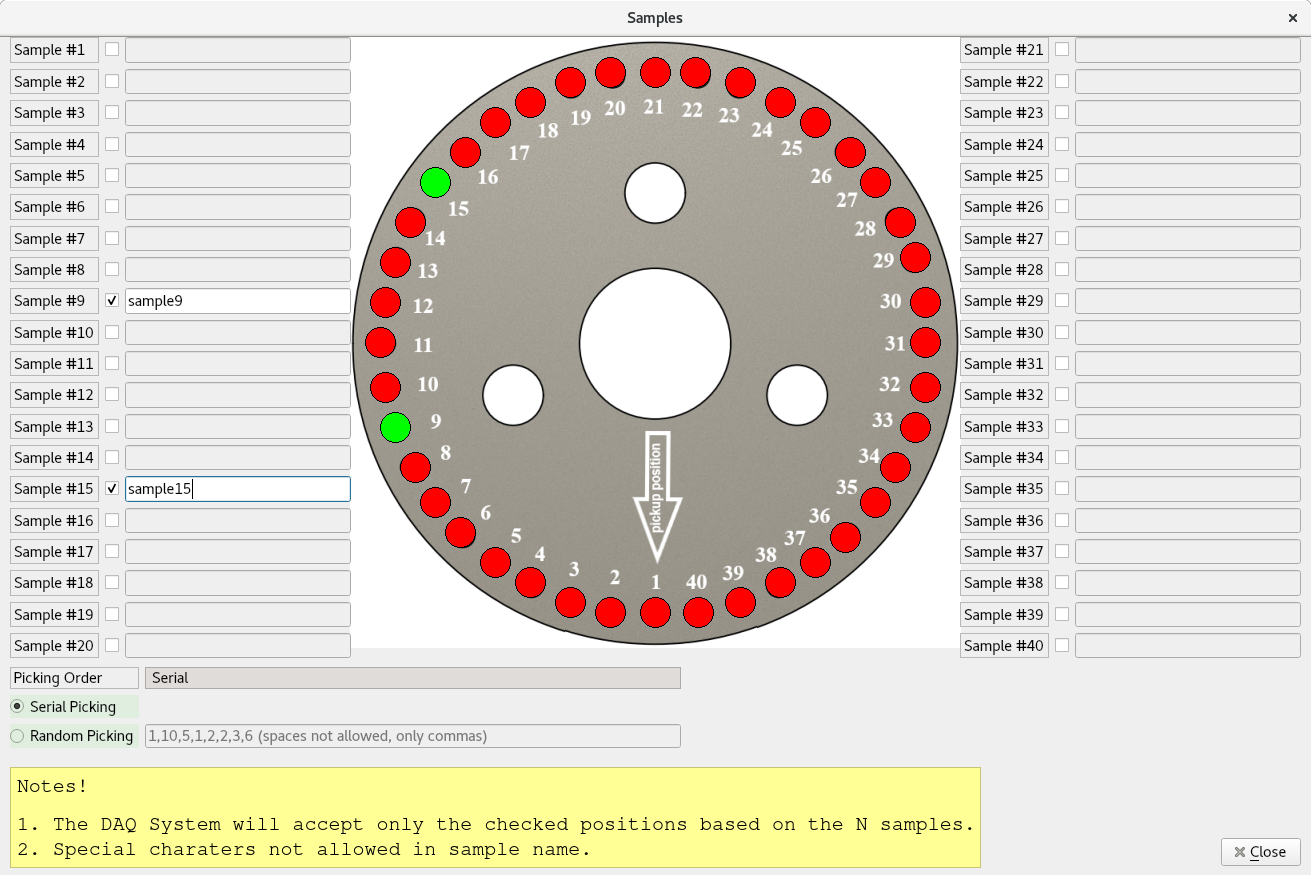 Samples
Sample #1
Sample #2
Sample #3
Sample #4
Sample #5
Sample #6
Sample #7
Sample #8
Sample #9 sample9
Sample #10
Sample #11
Sample #12
Sample #13
Sample #14
Sample #15 sample15
Sample #16
Sample #17
Sample #18
Sample #19
Sample #20
21
20 22
19 23
18 24
17 25
16 26
15 27
14 28
13 29
12 30
11 31
10 32
9 33
8 34
7 35
6 36
5 37
4 38
3 39
2 1 40
pickup position
Sample #21
Sample #22
Sample #23
Sample #24
Sample #25
Sample #26
Sample #27
Sample #28
Sample #29
Sample #30
Sample #31
Sample #32
Sample #33
Sample #34
Sample #35
Sample #36
Sample #37
Sample #38
Sample #39
Sample #40
Picking Order Serial
Serial Picking
Random Picking 1,10,5,1,2,2,3,6 (spaces not allowed, only commas)
Notes!
1. The DAQ System will accept only the checked positions based on the N samples.
2. Special charaters not allowed in sample name.
Close